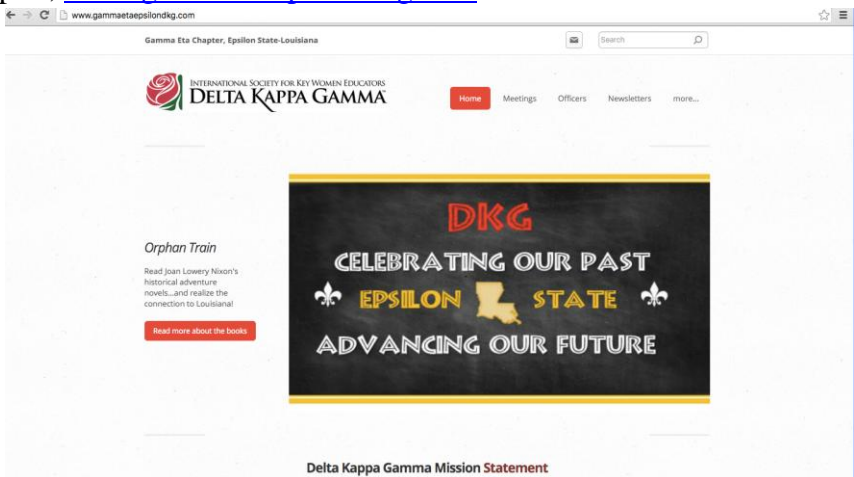 www.gammaetaepsilondkg.com
Gamma Eta Chapter, Epsilon State-Louisiana
Search
INTERNATIONAL SOCIETY FOR KEY WOMEN EDUCATORS
DELTA KAPPA GAMMA
Home Meetings Officers Newsletters more...
Orphan Train
Read Joan Lowery Nixon's
historical adventure
novels...and realize the
connection to Louisiana!
Read more about the books
DKG
CELEBRATING OUR PAST
EPSILON STATE
ADVANCING OUR FUTURE
Delta Kappa Gamma Mission Statement